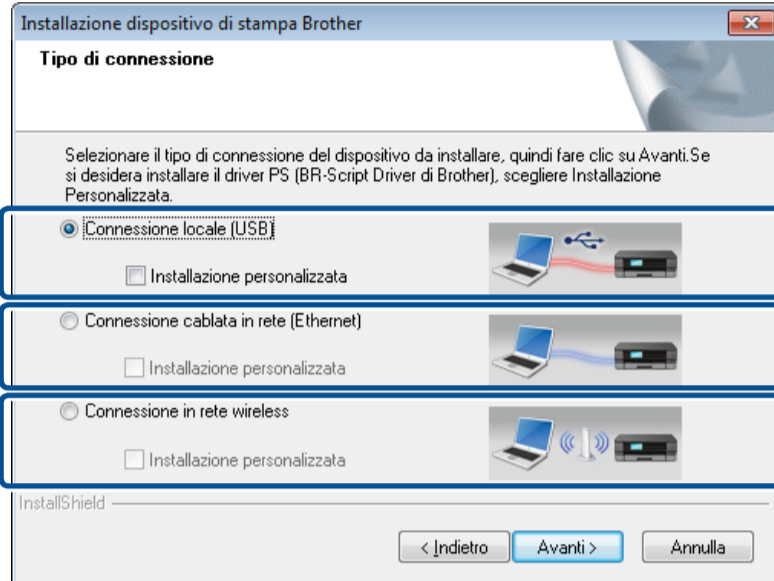 Installazione dispositivo di stampa Brother
Tipo di connessione
Selezionare il tipo di connessione del dispositivo da installare, quindi fare clic su Avanti.Se
si desidera installare il driver PS (BR-Script Driver di Brother), scegliere Installazione
Personalizzata.
Connessione locale (USB)
Installazione personalizzata
Connessione cablata in rete (Ethernet)
Installazione personalizzata
Connessione in rete wireless
Installazione personalizzata
InstallShield
< Indietro
Avanti >
Annulla